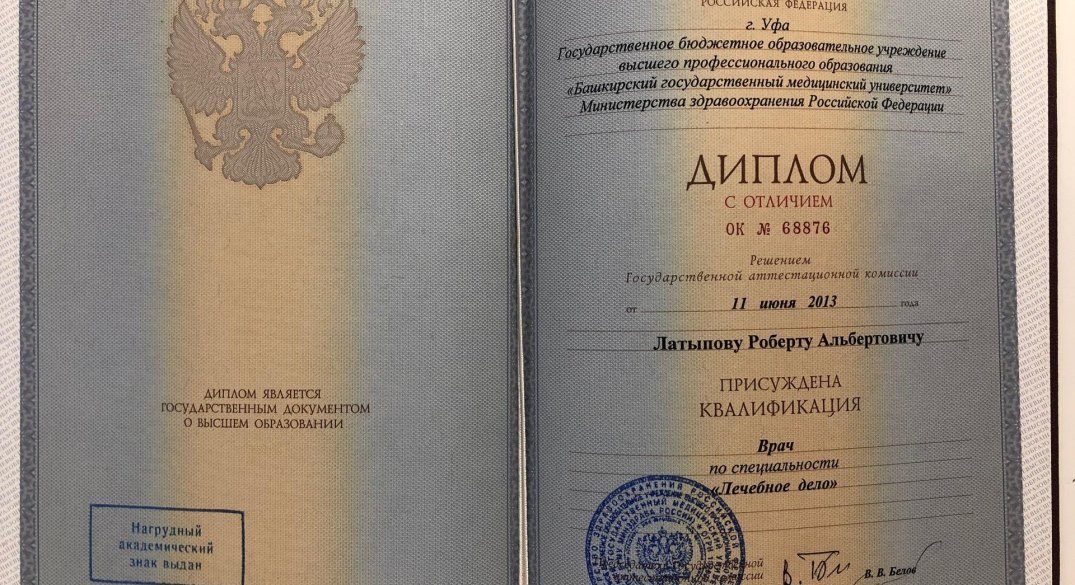 ДИПЛОМ ЯВЛЯЕТСЯ
ГОСУДАРСТВЕННЫМ ДОКУМЕНТОМ
О ВЫСШЕМ ОБРАЗОВАНИИ
Нагрудный
академический
знак выдан
РОССИЙСКАЯ ФЕДЕРАЦИЯ
г. Уфа
Государственное бюджетное образовательное учреждение
высшего профессионального образования
«Башкирский государственный медицинский университет»
Министерства здравоохранения Российской Федерации
ДИПЛОМ
С ОТЛИЧИЕМ
ОК № 68876
Решением
Государственной аттестационной комиссии
от 11 июня 2013 года
Латыпову Роберту Альбертовичу
ПРИСУЖДЕНА
КВАЛИФИКАЦИЯ
Врач
по специальности
«Лечебное дело»
Государственной
В. В. Белов